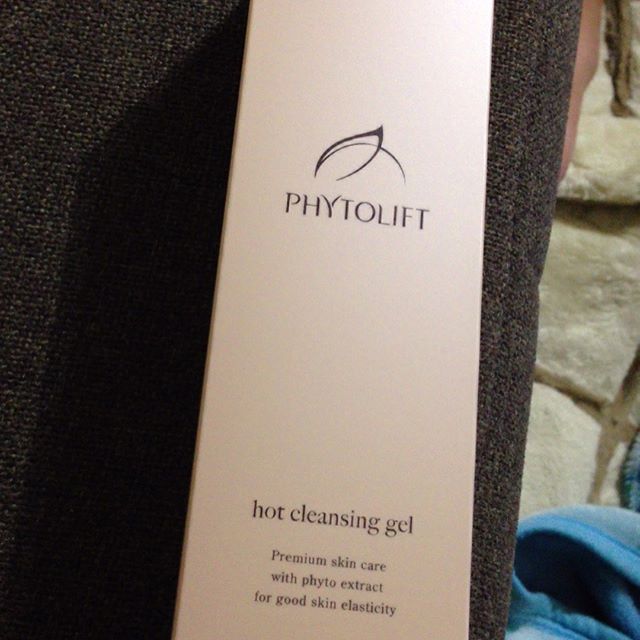 PHYTOLIFT
hot cleansing gel
Premium skin care
with phyto extract
for good skin elasticity